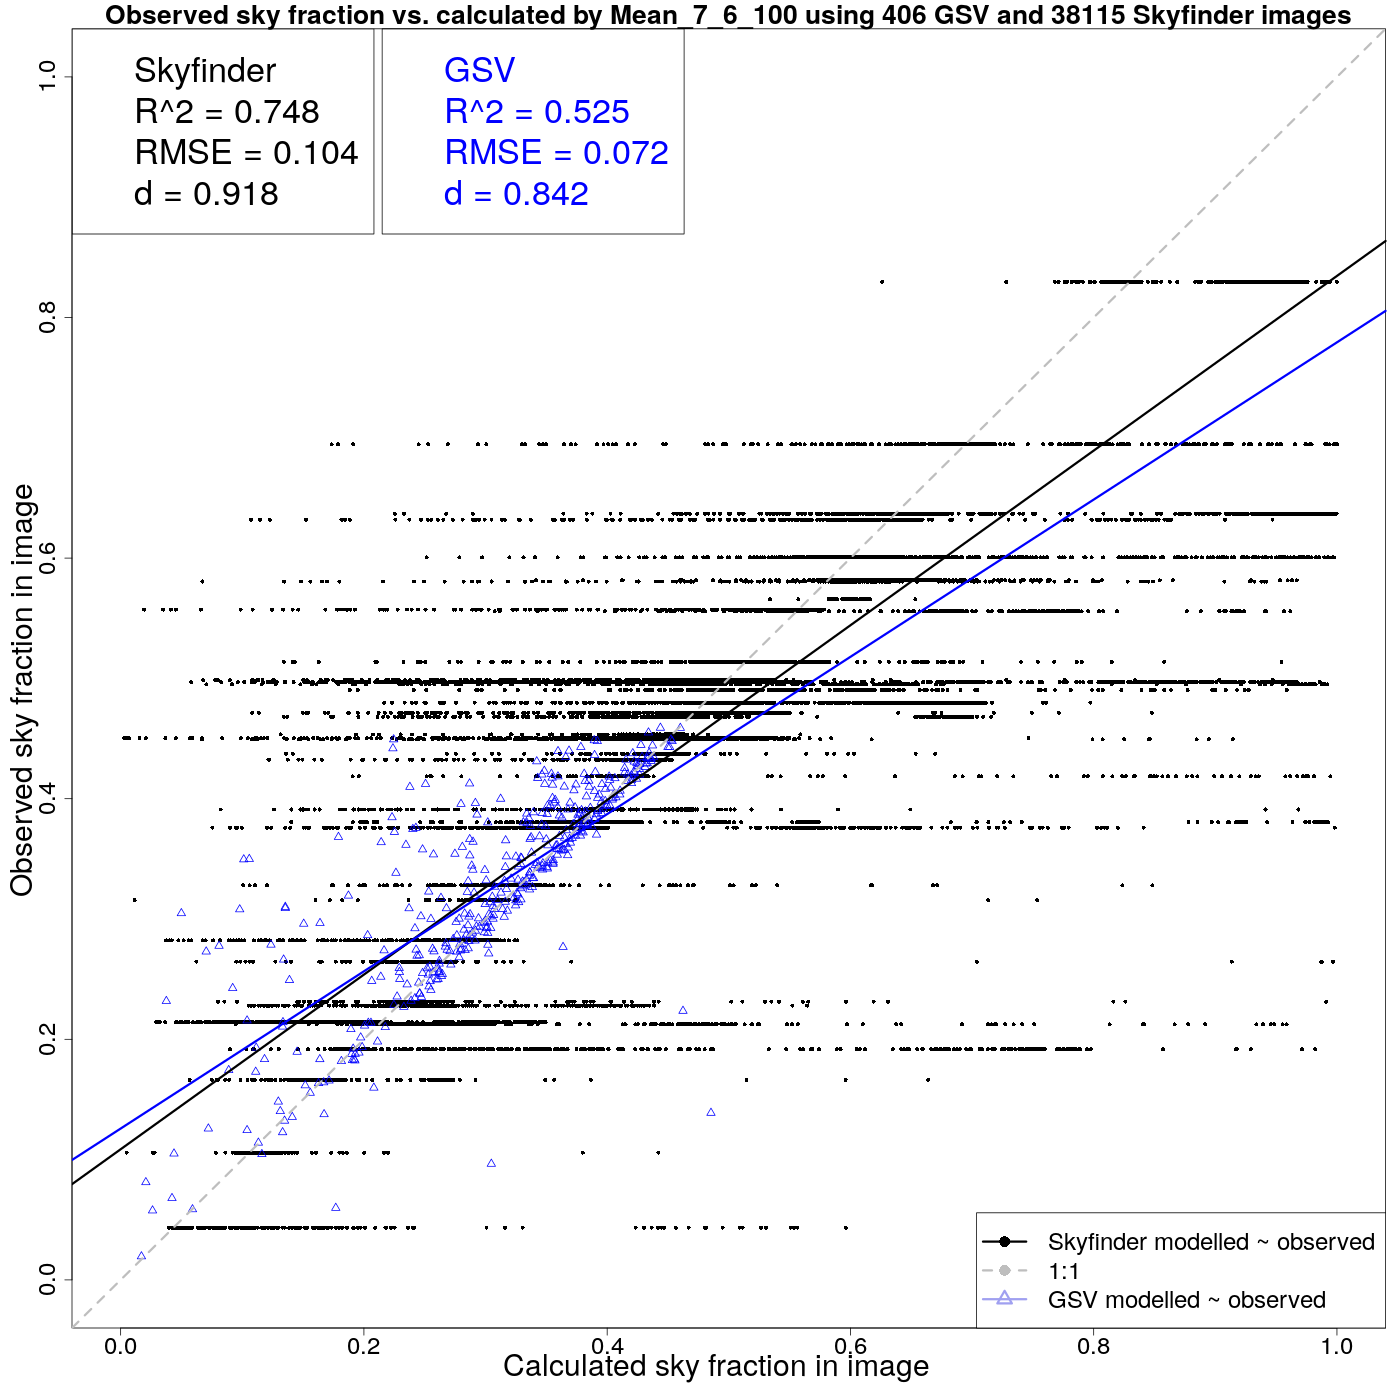 Observed sky fraction vs. calculated by Mean_7_6_100 using 406 GSV and 38115 Skyfinder images
Skyfinder
R^2 = 0.748
RMSE = 0.104
d = 0.918
GSV
R^2 = 0.525
RMSE = 0.072
d = 0.842
Observed sky fraction in image
1.0
0.8
0.6
0.4
0.2
0.0
Skyfinder modelled ~ observed
1:1
GSV modelled ~ observed
0.0 0.2 0.4 0.6 0.8 1.0
Calculated sky fraction in image